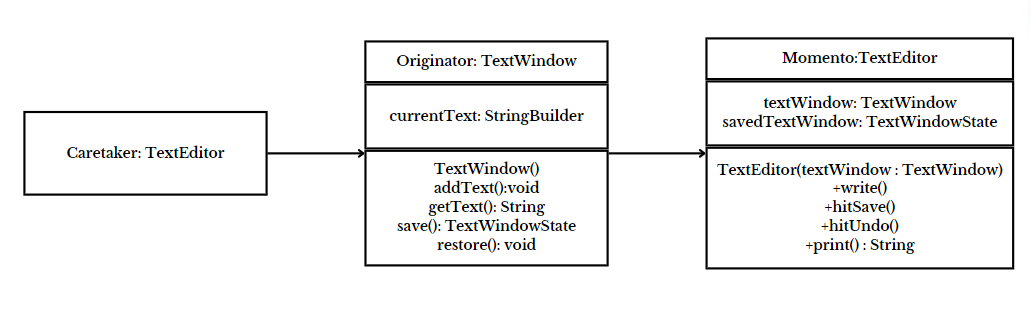 Caretaker: TextEditor
Originator: TextWindow
currentText: StringBuilder
TextWindow()
addText():void
getText(): String
save(): TextWindowState
restore(): void
Momento:TextEditor
textWindow: TextWindow
savedTextWindow: TextWindowState
TextEditor(textWindow : TextWindow)
+write()
+hitSave()
+hitUndo()
+print() : String